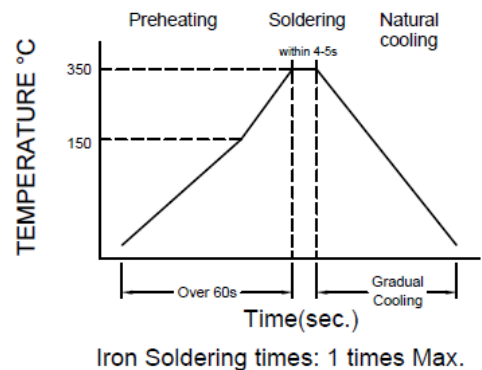 Preheating Soldering Natural
cooling
within 4-5s
TEMPERATURE °C
350
150
Over 60s
Gradual
Cooling
Time(sec.)
Iron Soldering times: 1 times Max.